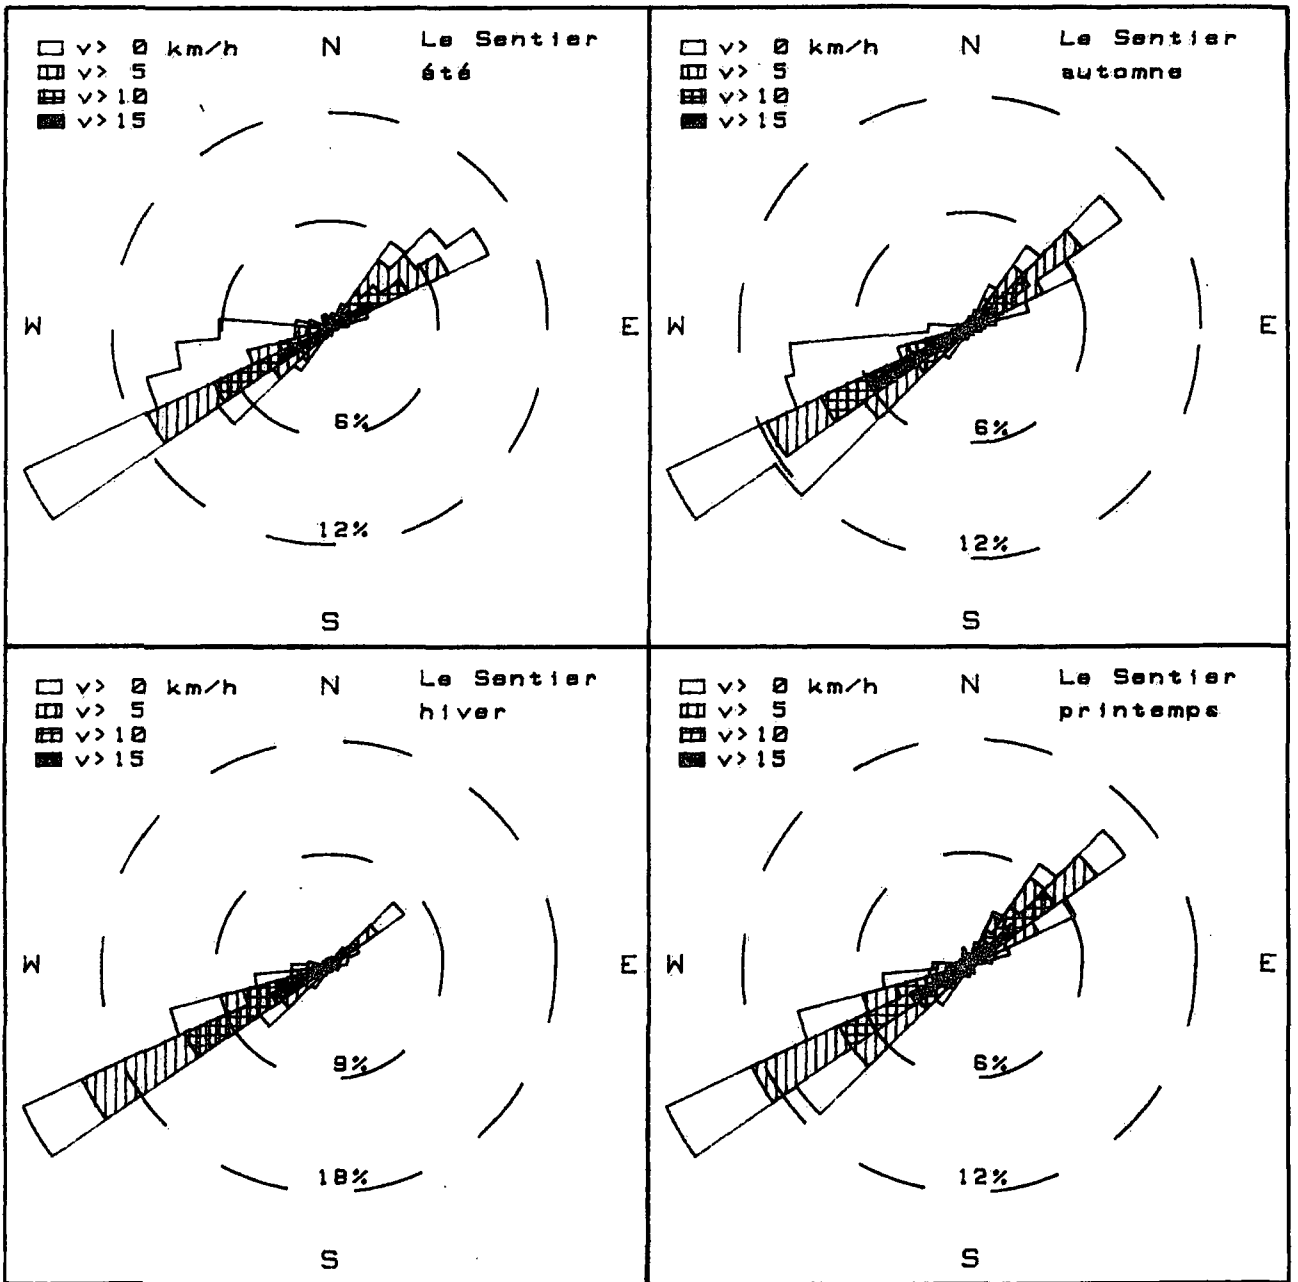 v> 0 km/h
v> 5
v>10
v>15
N
Le Sentier
été
W
E
6%
12%
S
v> 0 km/h
v> 5
v>10
v>15
N
Le Sentier
automne
W
E
6%
12%
S
v> 0 km/h
v> 5
v>10
v>15
N
Le Sentier
hiver
W
E
9%
18%
S
v> 0 km/h
v> 5
v>10
v>15
N
Le Sentier
printemps
W
E
6%
12%
S